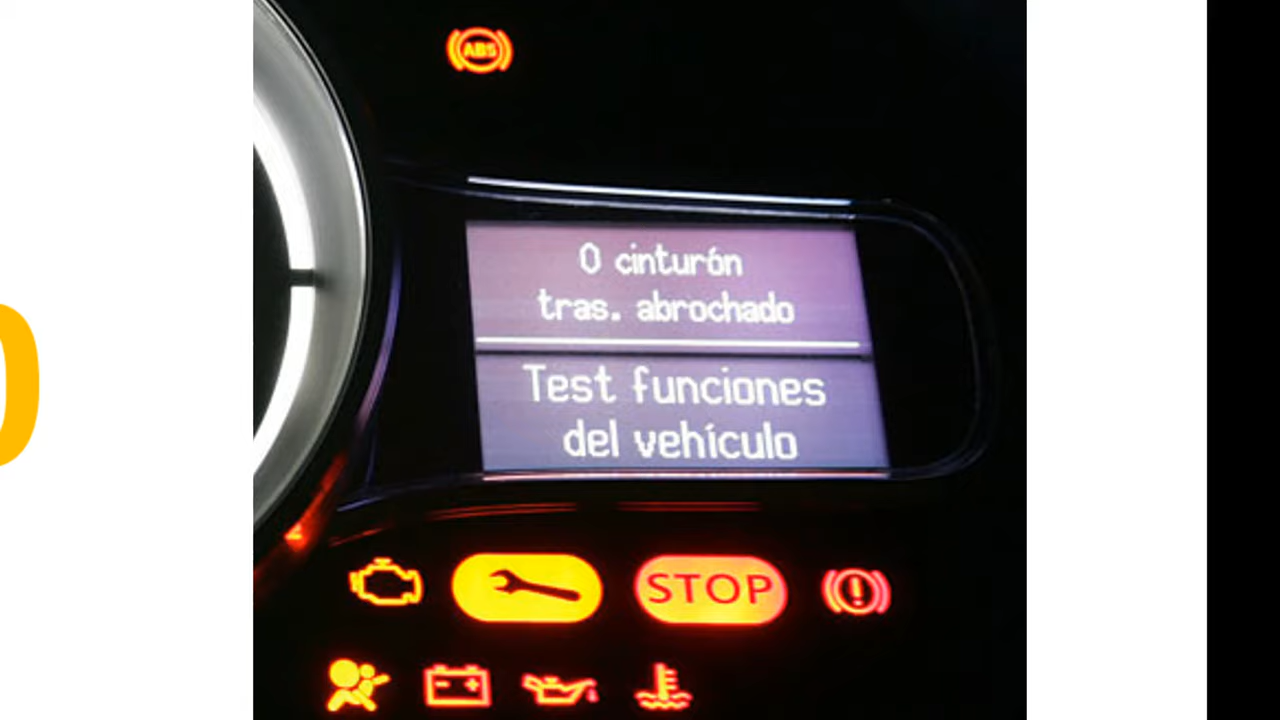 ABS
0 cinturón
tras. abrochado
Test funciones
del vehículo
STOP